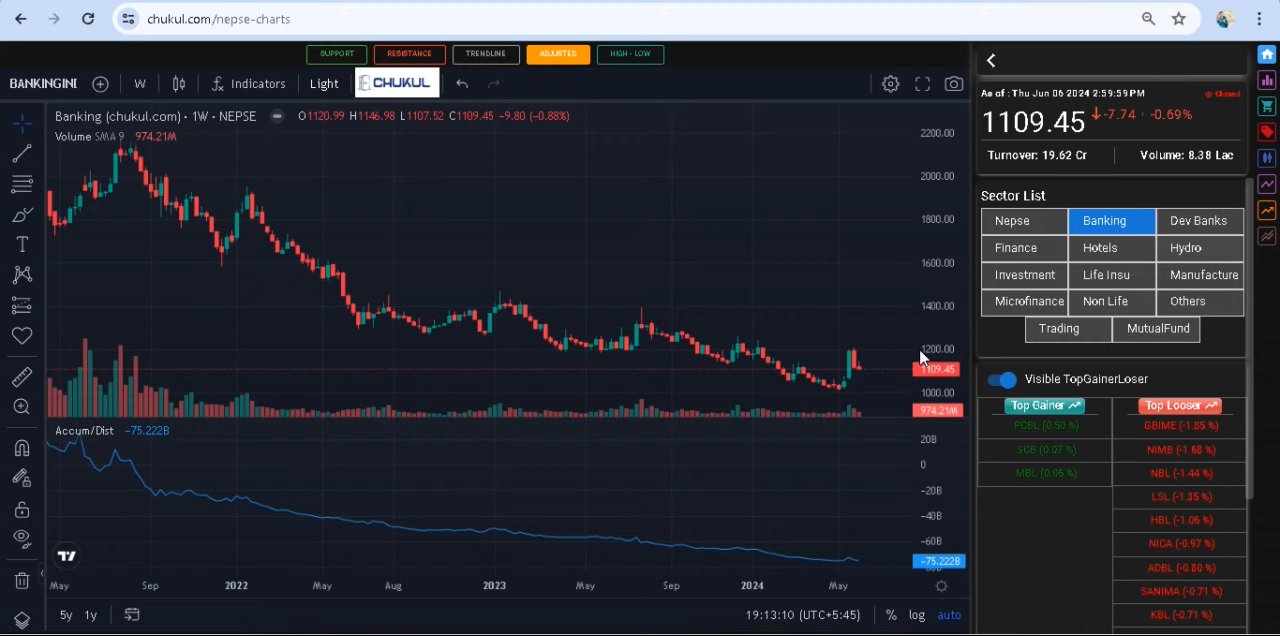 chukul.com/nepse-charts
SUPPORT RESISTANCE TRENDLINE ADJUSTED HIGH - LOW
BANKINGINI W Indicators Light CHUKUL
Banking (chukul.com) · 1W · NEPSE O1120.99 H1146.98 L1107.52 C1109.45 -9.80 (-0.88%)
Volume SMA 9 974.21M
2200.00
2000.00
1800.00
1600.00
1400.00
1200.00
1109.45
1000.00
974.21M
Accum/Dist -75.222B
20B
0
-20B
-40B
-60B
-75.222B
May Sep 2022 May Aug 2023 May Sep 2024 May
5y 1y 19:13:10 (UTC+5:45) % log auto
As of : Thu Jun 06 2024 2:59:59 PM Closed
1109.45 -7.74 · -0.69%
Turnover: 19.62 Cr Volume: 8.38 Lac
Sector List
Nepse Banking Dev Banks
Finance Hotels Hydro
Investment Life Insu Manufacture
Microfinance Non Life Others
Trading MutualFund
Visible TopGainerLoser
Top Gainer Top Looser
PCBL (0.50 %) GBIME (-1.85 %)
SCB (0.07 %) NIMB (-1.68 %)
MBL (0.06 %) NBL (-1.44 %)
LSL (-1.35 %)
HBL (-1.06 %)
NICA (-0.97 %)
ADBL (-0.80 %)
SANIMA (-0.71 %)
KBL (-0.71 %)